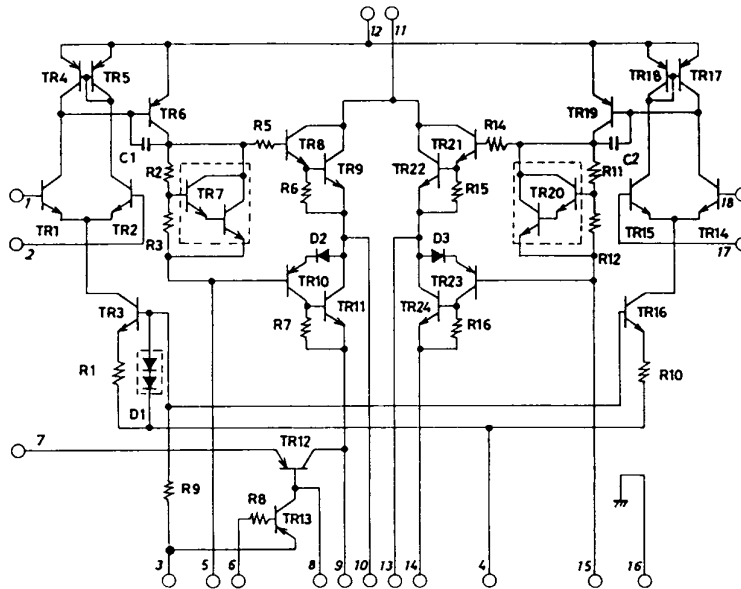 12 11
TR4 TR5 TR18 TR17
TR6 TR19
C1 R5 TR8 TR21 R14 C2
R2 TR7 TR9 TR22 TR20 R11
R6 R15
1 18
TR1 TR2 R3 TR15 TR14
2 D2 D3 R12 17
TR10 TR23
TR3 TR11 TR24 TR16
R7 R16
R1 R10
D1
7 TR12
R9 R8
TR13
3 5 6 8 9 10 13 14 4 15 16